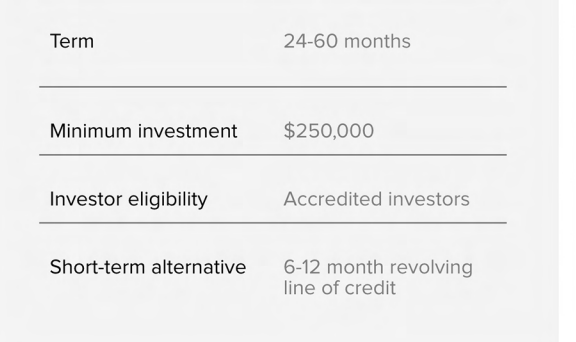 Term 24-60 months
Minimum investment $250,000
Investor eligibility Accredited investors
Short-term alternative 6-12 month revolving
line of credit